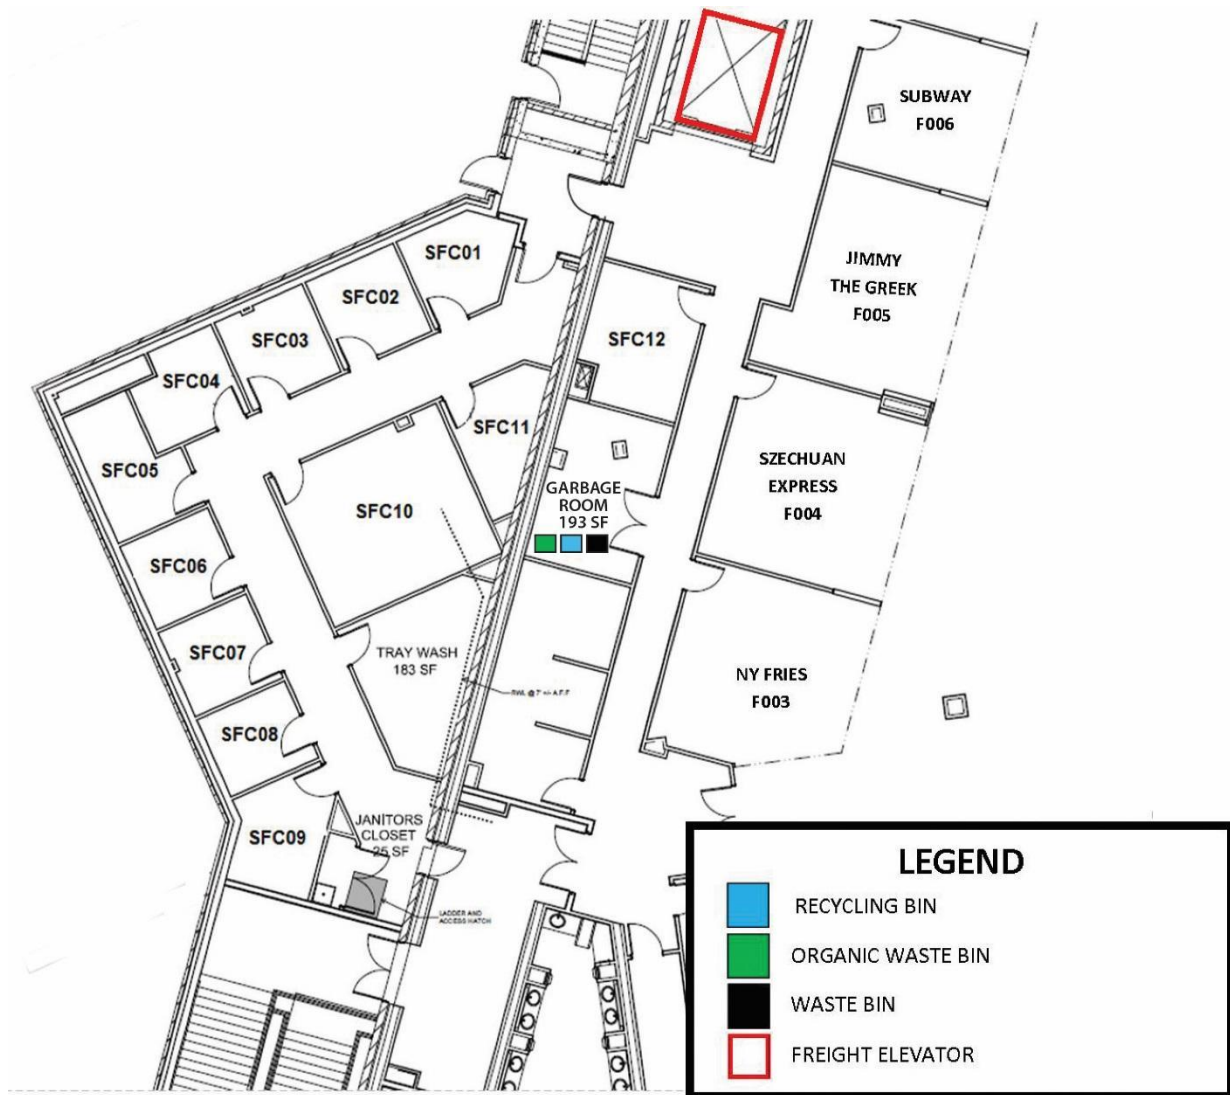 SUBWAY
F006
JIMMY
THE GREEK
F005
SFC01
SFC02
SFC03
SFC04
SFC05
SFC12
SFC11
SFC10
SZECHUAN
EXPRESS
F004
GARBAGE
ROOM
193 SF
SFC06
SFC07
TRAY WASH
183 SF
RWL @ 7' +/- A.F.F
NY FRIES
F003
SFC08
SFC09
JANITORS
CLOSET
25 SF
LADDER AND
ACCESS HATCH
LEGEND
RECYCLING BIN
ORGANIC WASTE BIN
WASTE BIN
FREIGHT ELEVATOR